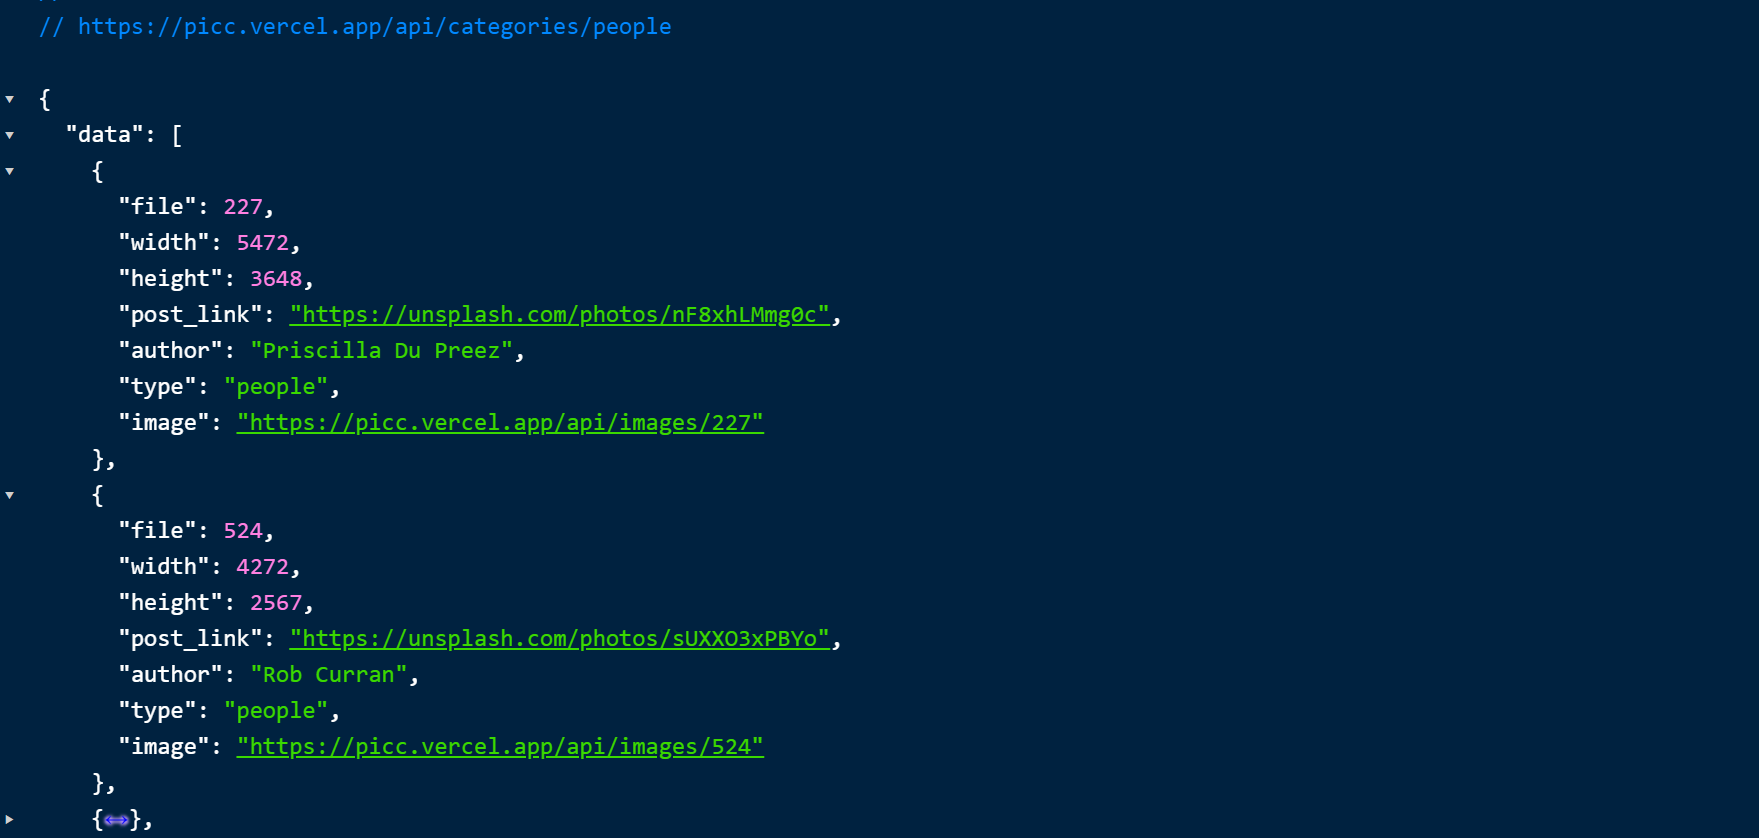 // https://picc.vercel.app/api/categories/people
{
"data": [
{
"file": 227,
"width": 5472,
"height": 3648,
"post_link": "https://unsplash.com/photos/nF8xhLMmg0c",
"author": "Priscilla Du Preez",
"type": "people",
"image": "https://picc.vercel.app/api/images/227"
},
{
"file": 524,
"width": 4272,
"height": 2567,
"post_link": "https://unsplash.com/photos/sUXXO3xPBYo",
"author": "Rob Curran",
"type": "people",
"image": "https://picc.vercel.app/api/images/524"
},
{↔},